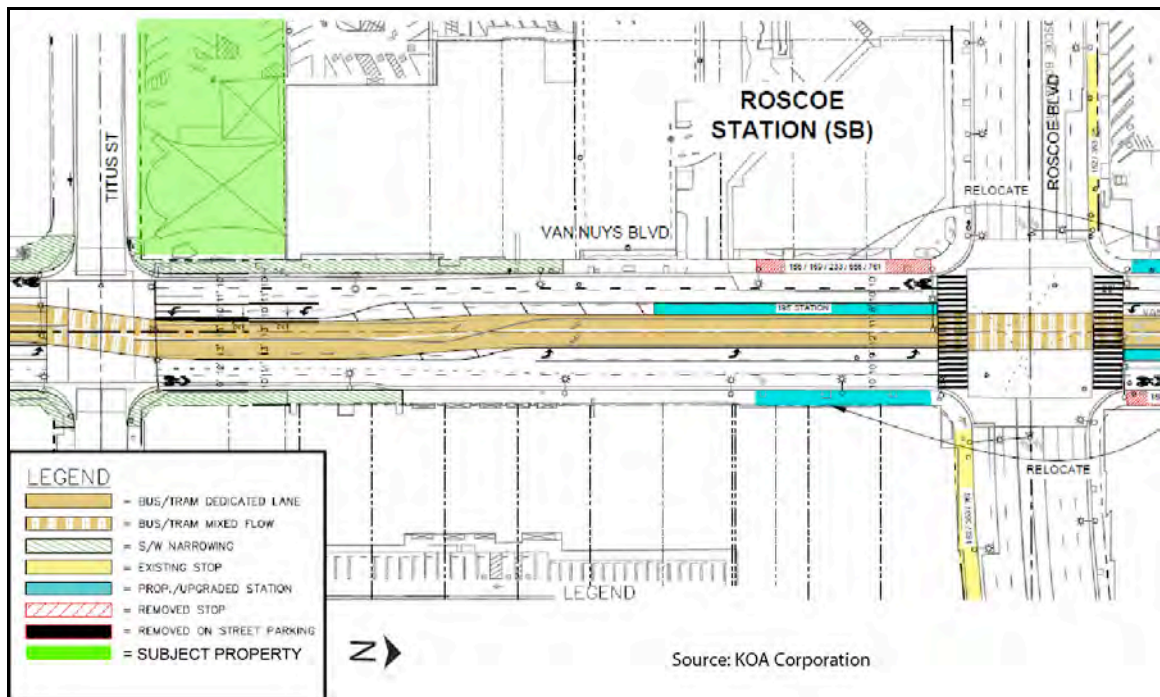 ROSCOE
STATION (SB)
TITUS ST
ROSCOE BLVD
RELOCATE
VAN NUYS BLVD
195' STATION
RELOCATE
LEGEND
= BUS/TRAM DEDICATED LANE
= BUS/TRAM MIXED FLOW
= S/W NARROWING
= EXISTING STOP
= PROP./UPGRADED STATION
= REMOVED STOP
= REMOVED ON STREET PARKING
= SUBJECT PROPERTY
LEGEND
N
Source: KOA Corporation